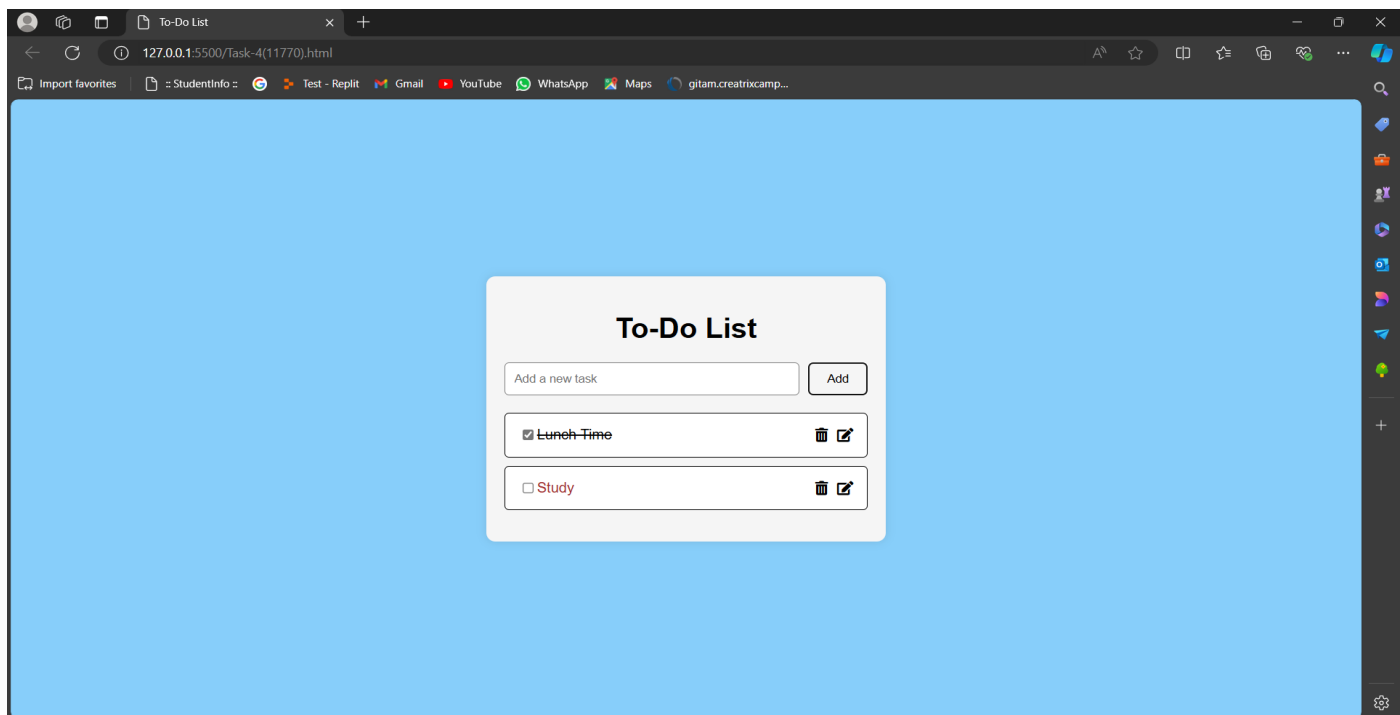 To-Do List
127.0.0.1:5500/Task-4(11770).html
Import favorites :: StudentInfo :: Test - Replit Gmail YouTube WhatsApp Maps gitam.creatrixcamp...
To-Do List
Add a new task Add
Lunch Time
Study